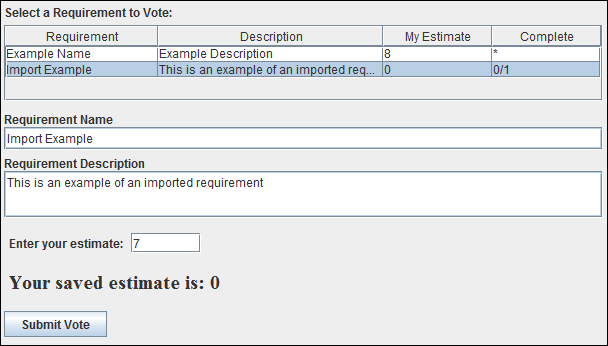 Select a Requirement to Vote:
Requirement Description My Estimate Complete
Example Name Example Description 8 *
Import Example This is an example of an imported req... 0 0/1
Requirement Name
Import Example
Requirement Description
This is an example of an imported requirement
Enter your estimate: 7
Your saved estimate is: 0
Submit Vote